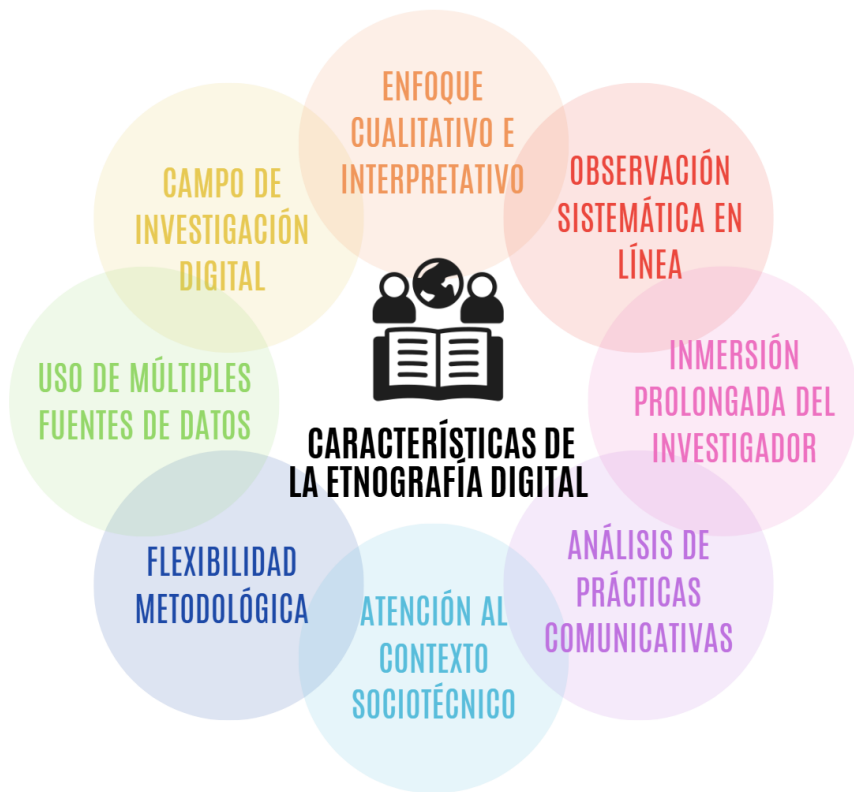 ENFOQUE
CUALITATIVO E
INTERPRETATIVO
OBSERVACIÓN
SISTEMÁTICA EN
LÍNEA
INMERSIÓN
PROLONGADA DEL
INVESTIGADOR
ANÁLISIS DE
PRÁCTICAS
COMUNICATIVAS
ATENCIÓN AL
CONTEXTO
SOCIOTÉCNICO
FLEXIBILIDAD
METODOLÓGICA
USO DE MÚLTIPLES
FUENTES DE DATOS
CAMPO DE
INVESTIGACIÓN
DIGITAL
CARACTERÍSTICAS DE
LA ETNOGRAFÍA DIGITAL